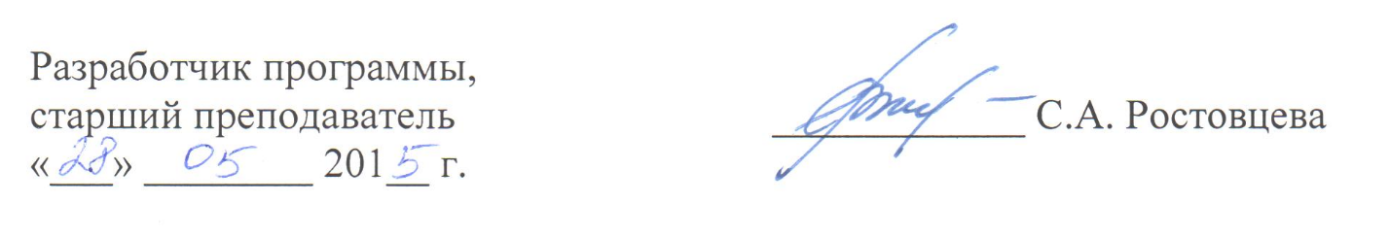 Разработчик программы,
старший преподаватель
«28» 05 2015 г.
С.А. Ростовцева